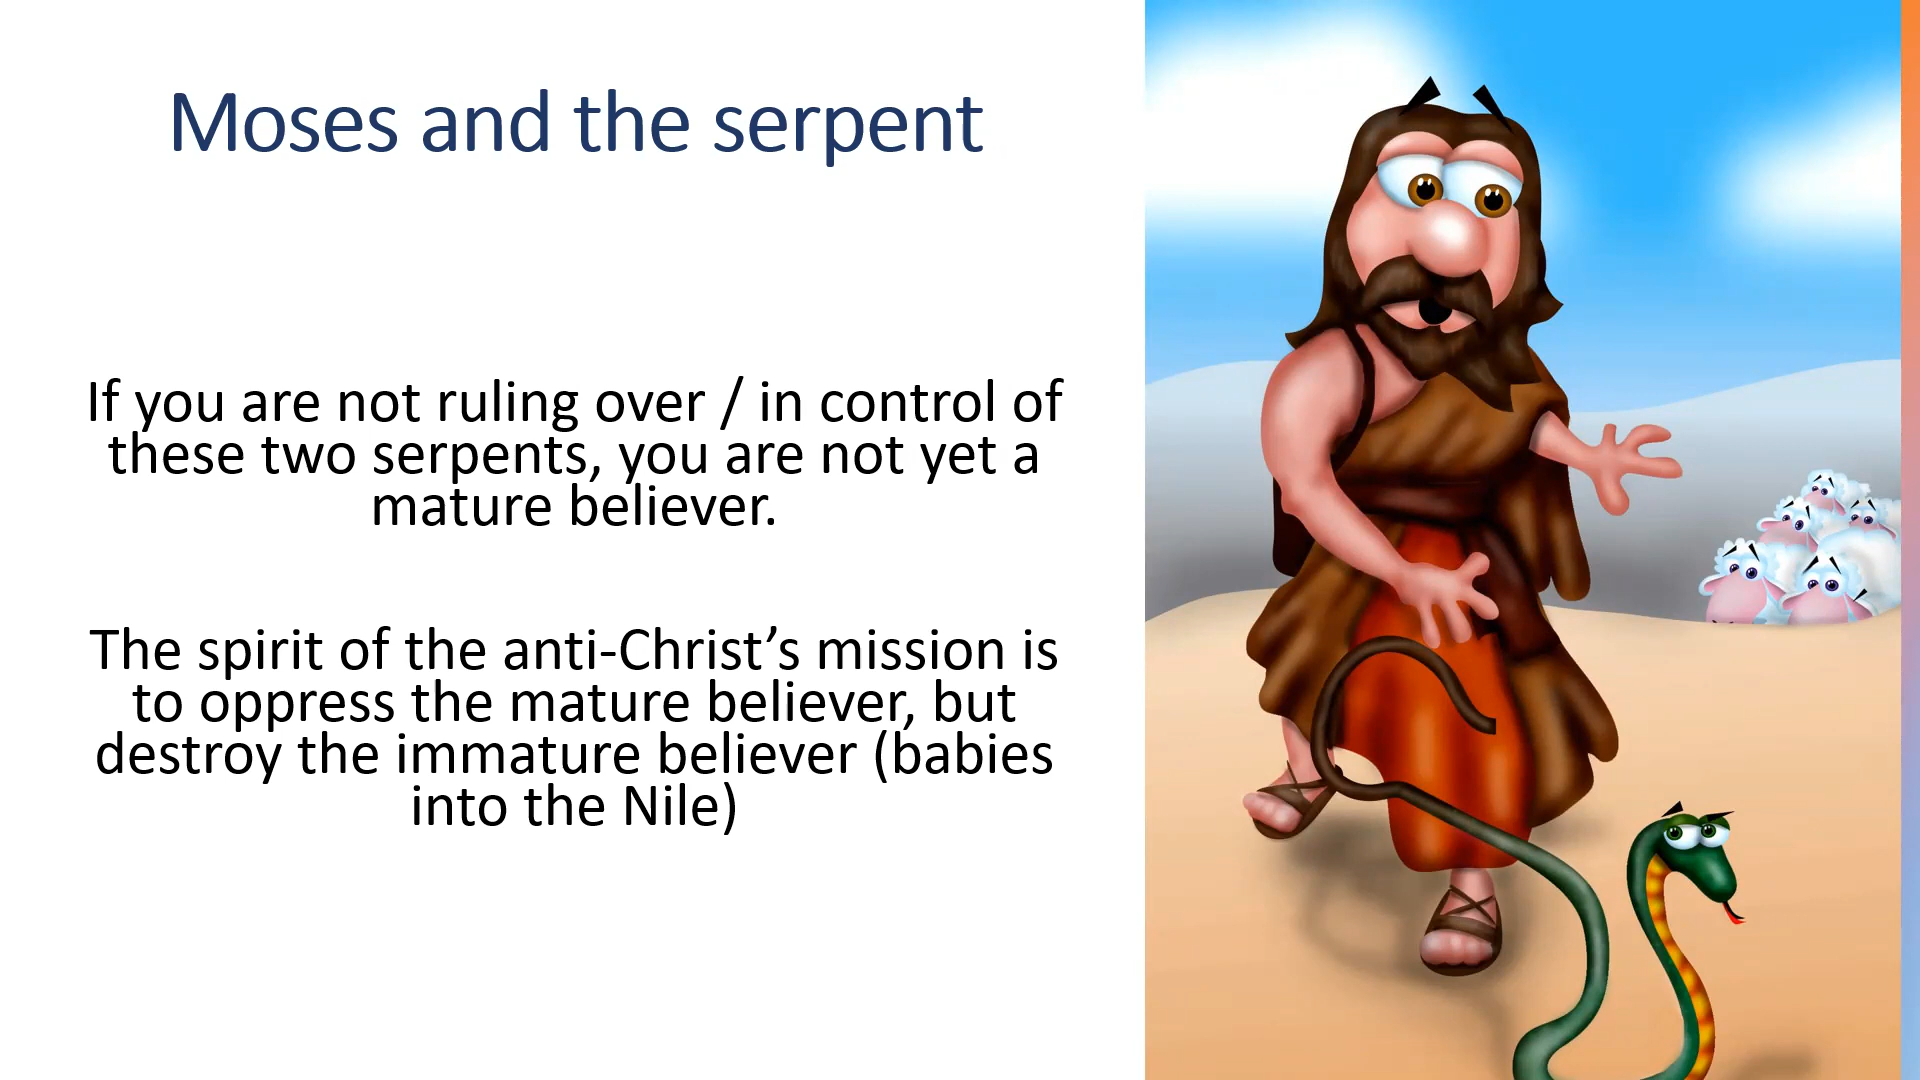 Moses and the serpent
If you are not ruling over / in control of
these two serpents, you are not yet a
mature believer.
The spirit of the anti-Christ’s mission is
to oppress the mature believer, but
destroy the immature believer (babies
into the Nile)